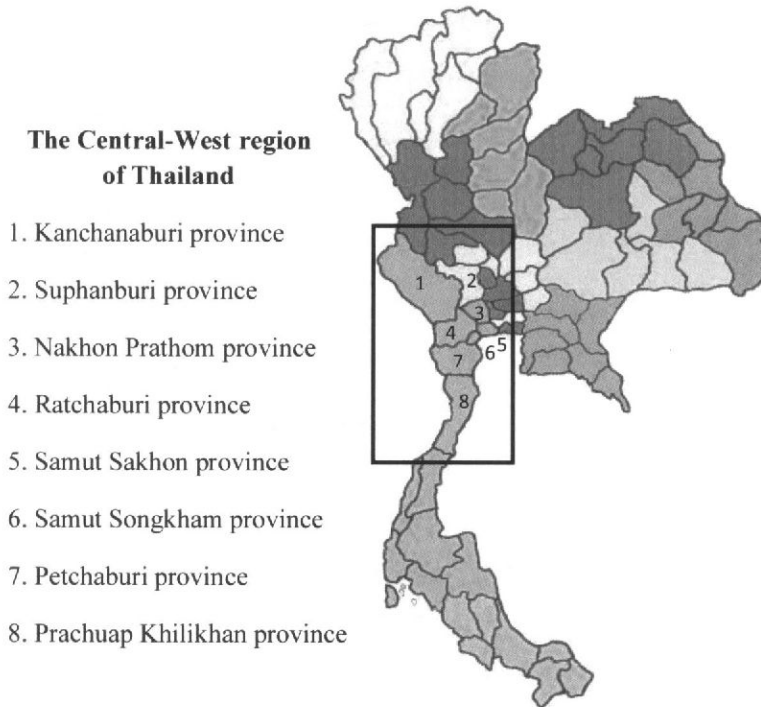 The Central-West region
of Thailand
1. Kanchanaburi province
2. Suphanburi province
3. Nakhon Prathom province
4. Ratchaburi province
5. Samut Sakhon province
6. Samut Songkham province
7. Petchaburi province
8. Prachuap Khilikhan province
1
2
3
4
5
6
7
8